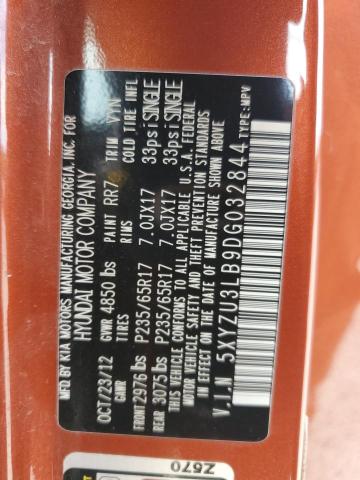 MFD BY KIA MOTORS MANUFACTURING GEORGIA, INC. FOR
HYUNDAI MOTOR COMPANY
OCT/23/12 GVWR 4850 lbs PAINT RR7 TRIM YYN
GAWR TIRES RIMS COLD TIRE INFL
FRONT 2976 lbs P235/65R17 7.0JX17 33psi SINGLE
REAR 3075 lbs P235/65R17 7.0JX17 33psi SINGLE
THIS VEHICLE CONFORMS TO ALL APPLICABLE U.S.A. FEDERAL
MOTOR VEHICLE SAFETY AND THEFT PREVENTION STANDARDS
IN EFFECT ON THE DATE OF MANUFACTURE SHOWN ABOVE.
V.I.N 5XYZU3LB9DG032844 TYPE:MPV
Z670